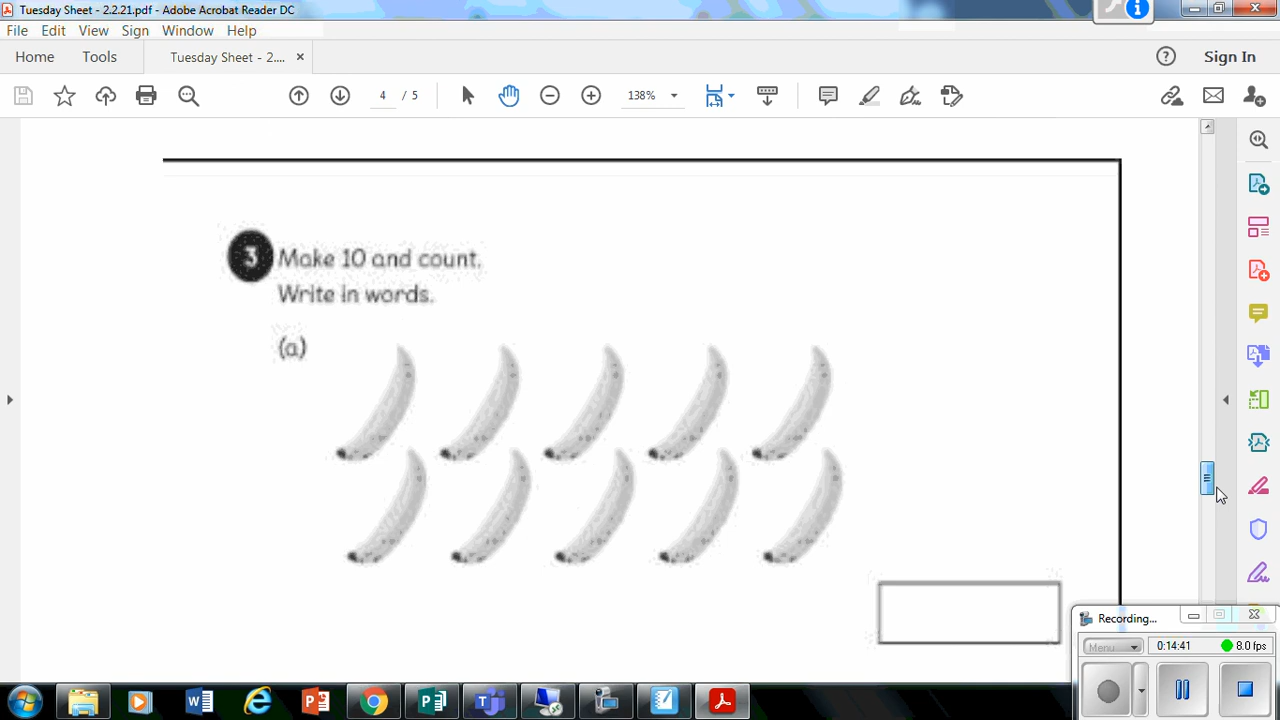 Tuesday Sheet - 2.2.21.pdf - Adobe Acrobat Reader DC
File Edit View Sign Window Help
Home Tools Tuesday Sheet - 2.... × Sign In
4 / 5 138%
3 Make 10 and count.
Write in words.
(a)
Recording...
Menu 0:14:41 8.0 fps